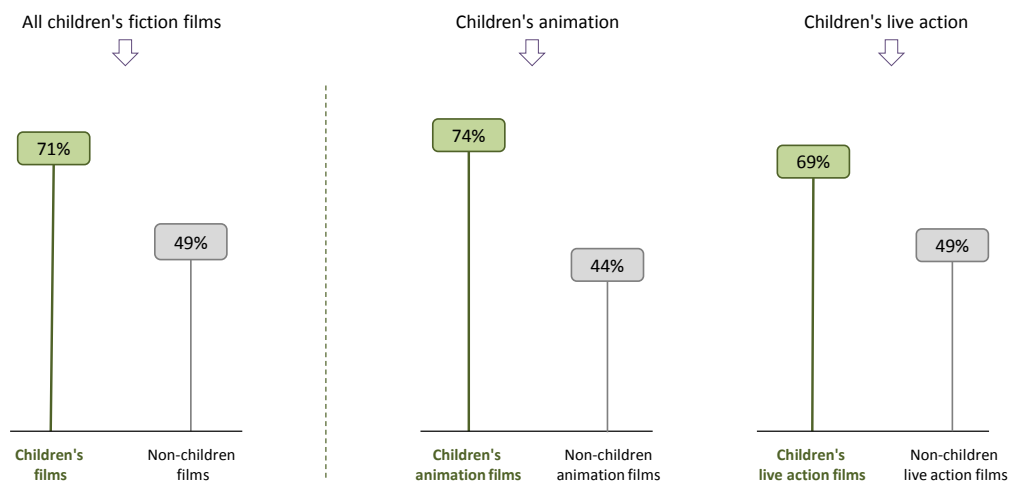 All children's fiction films
Children's animation
Children's live action
71%
49%
74%
44%
69%
49%
Children's
films
Non-children
films
Children's
animation films
Non-children
animation films
Children's
live action films
Non-children
live action films